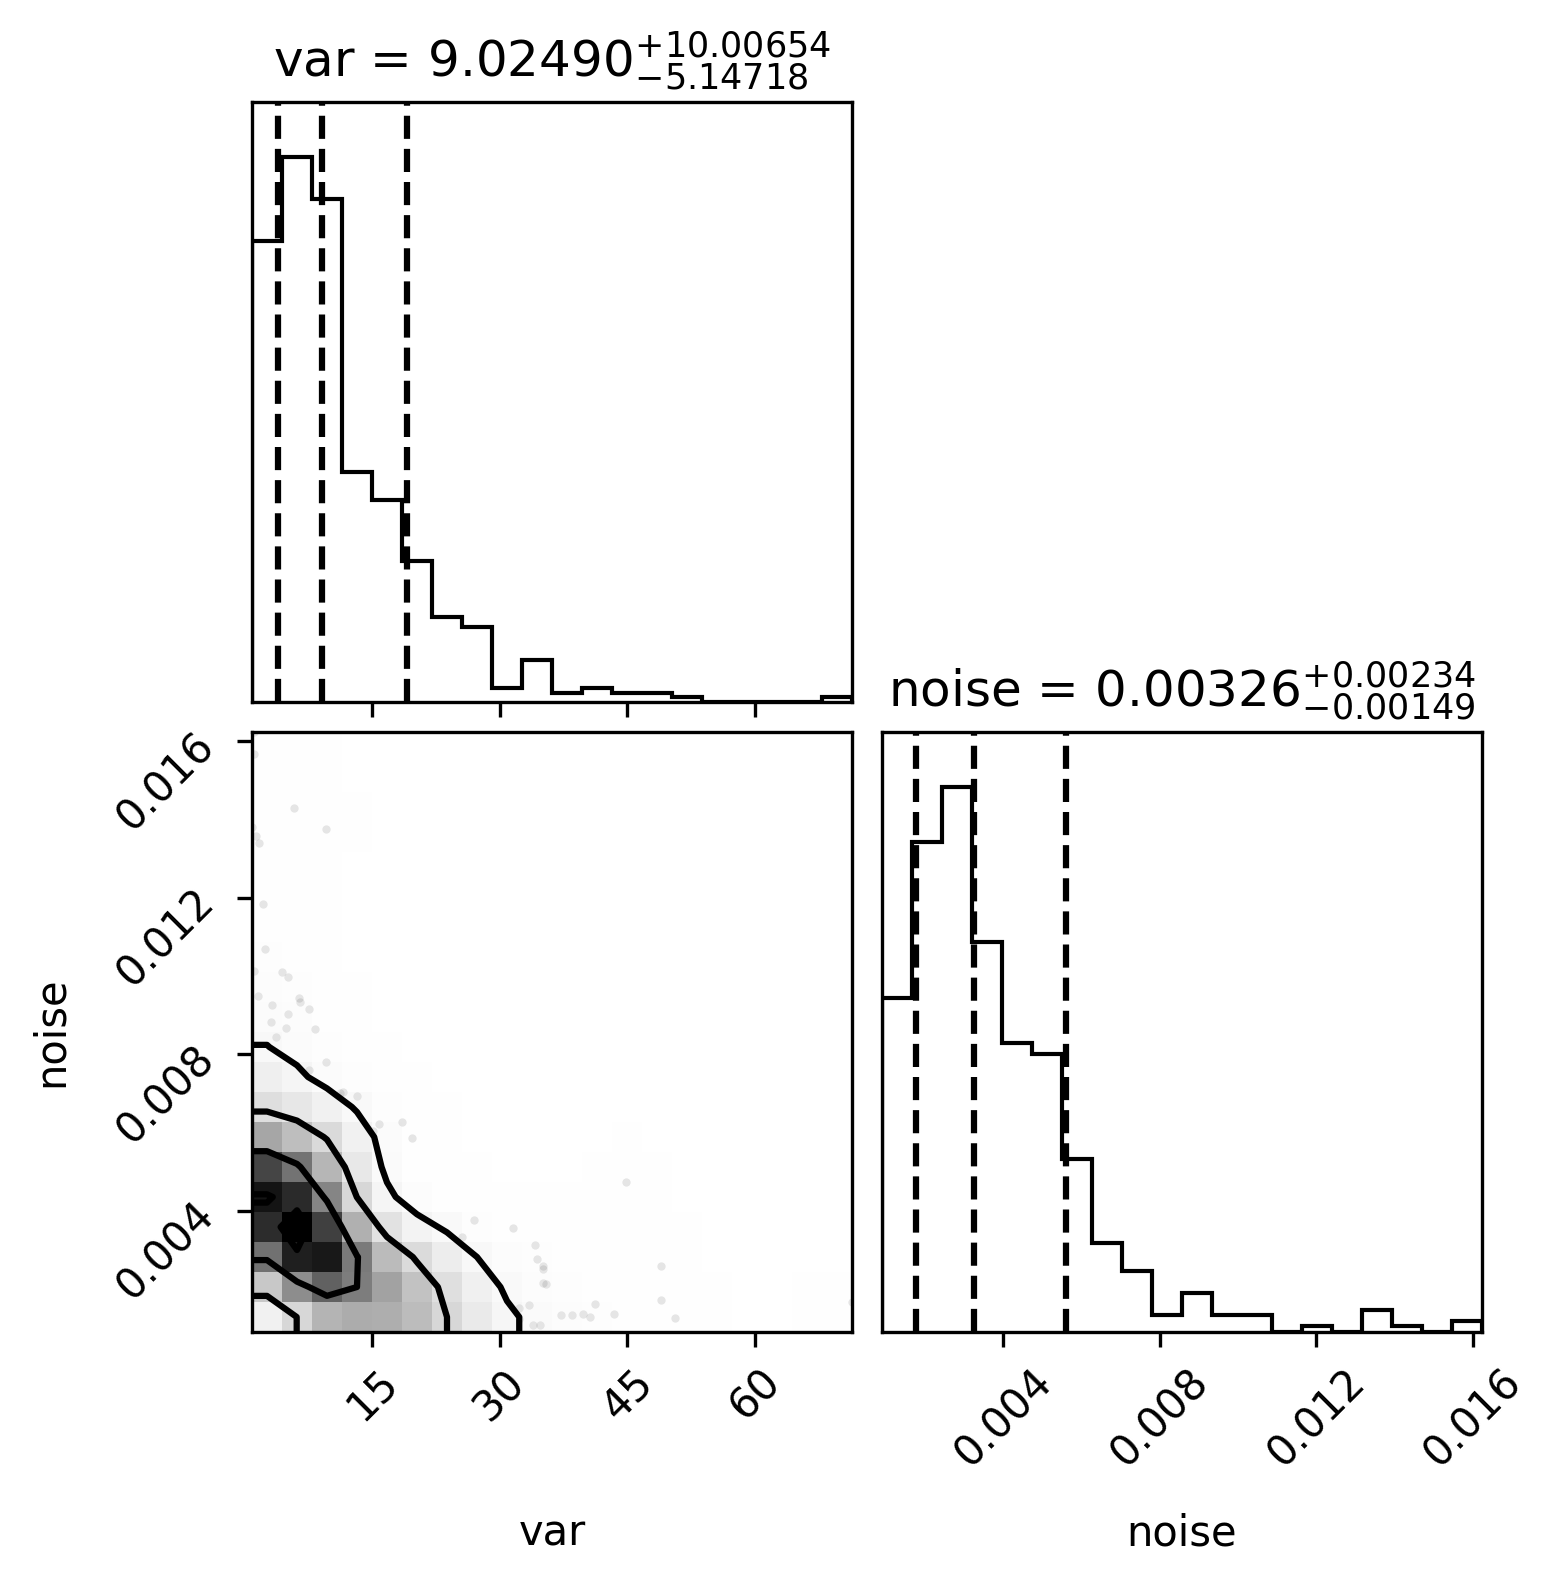 var = 9.02490+10.00654−5.14718
noise = 0.00326+0.00234−0.00149
0.016
0.012
0.008
0.004
noise
15 30 45 60
var
0.004 0.008 0.012 0.016
noise